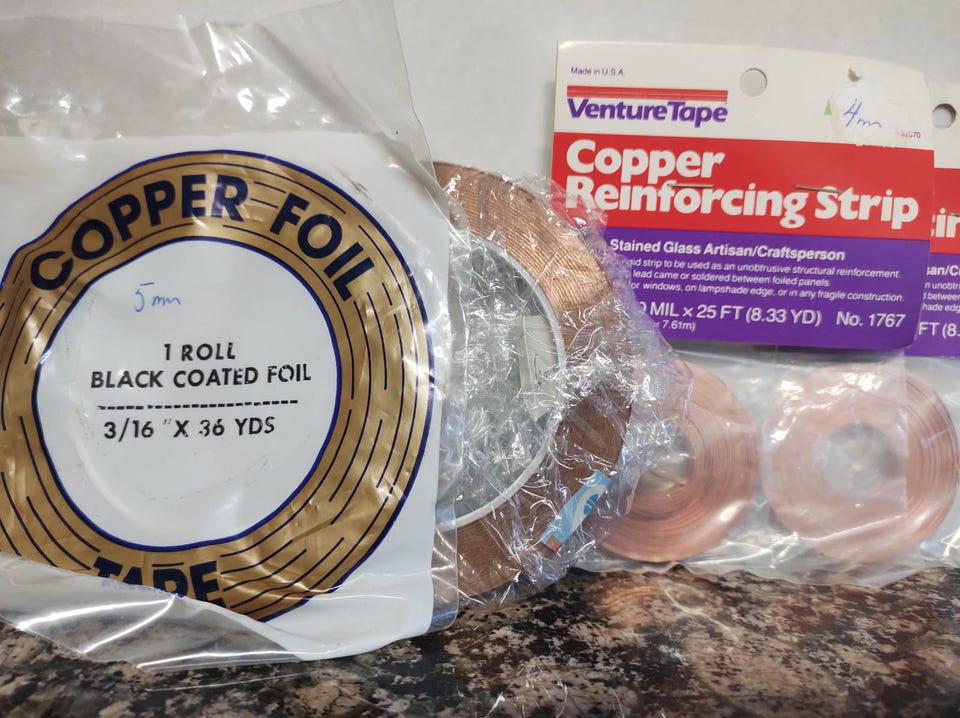 COPPER FOIL
5mm
1 ROLL
BLACK COATED FOIL
3/16 "X 36 YDS
TAPE
Made in U.S.A.
VentureTape
4mm
Copper
Reinforcing Strip
Stained Glass Artisan/Craftsperson
strip to be used as an unobtrusive structural reinforcement.
lead came or soldered between foiled panels.
for windows, on lampshade edge, or in any fragile construction.
MIL x 25 FT (8.33 YD) No. 1767
x 7.61m)
FT (8.